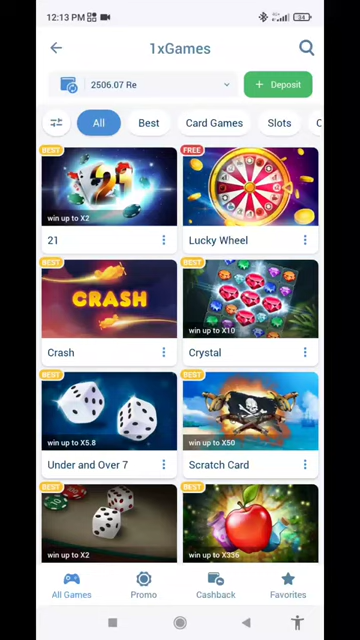 12:13 PM
34
1xGames
2506.07 Re
+ Deposit
All
Best
Card Games
Slots
BEST
21
win up to X2
21
FREE
Lucky Wheel
BEST
CRASH
Crash
BEST
win up to X10
Crystal
BEST
win up to X5.8
Under and Over 7
BEST
win up to X50
Scratch Card
BEST
win up to X2
BEST
win up to X335
All Games
Promo
Cashback
Favorites